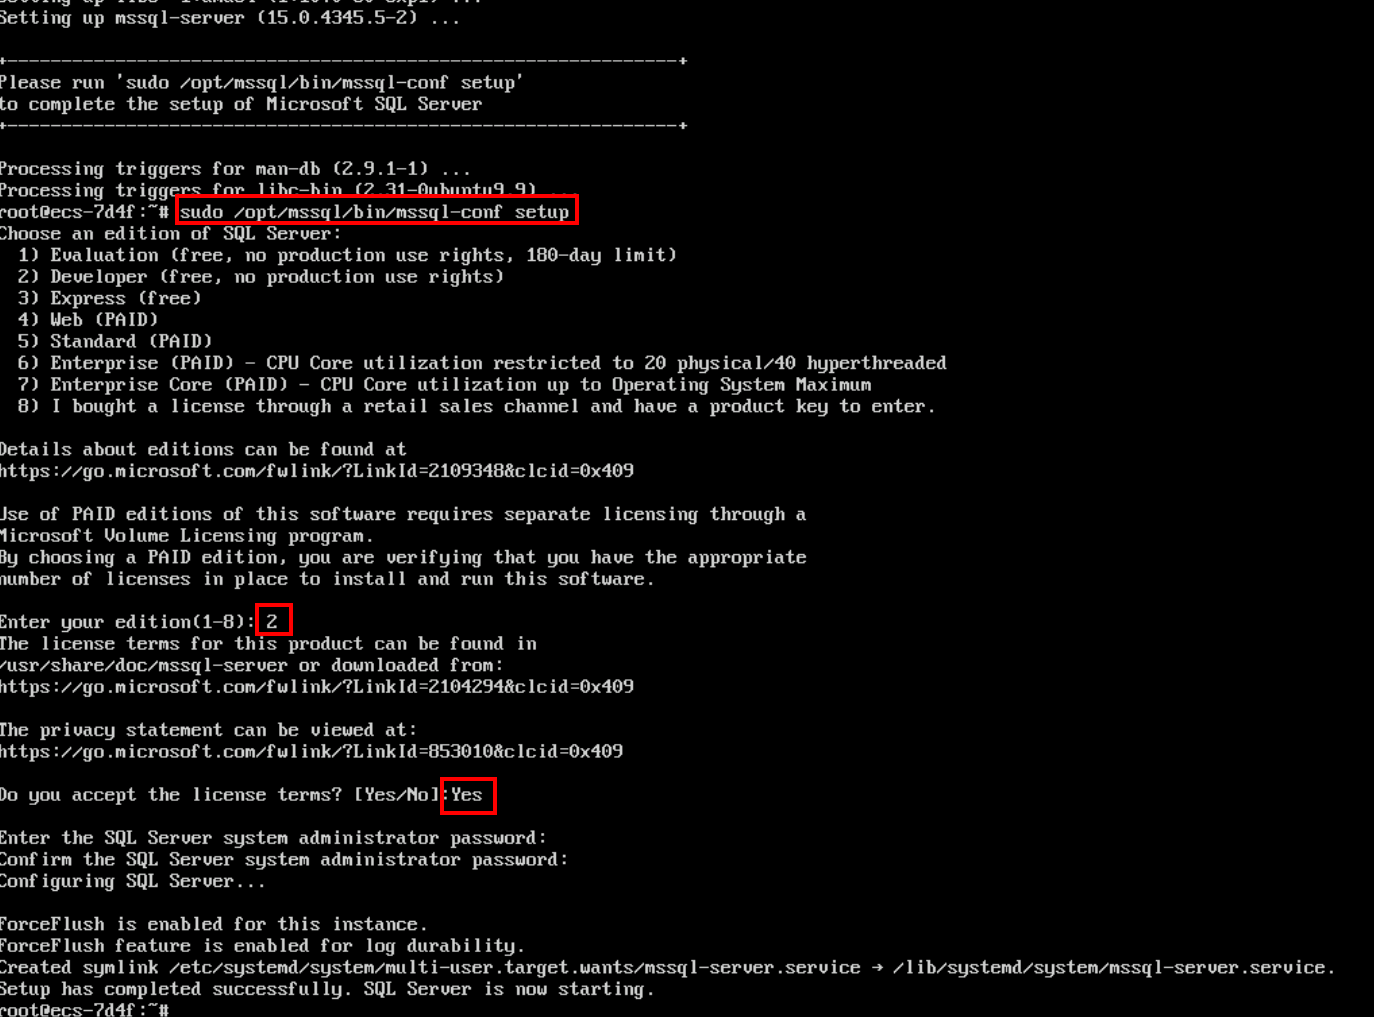 Setting up mssql-server (15.0.4345.5-2) ...
+--------------------------------------------------------------+
Please run 'sudo /opt/mssql/bin/mssql-conf setup'
to complete the setup of Microsoft SQL Server
+--------------------------------------------------------------+
Processing triggers for man-db (2.9.1-1) ...
Processing triggers for libc-bin (2.31-0ubuntu9.9) ...
root@ecs-7d4f:~# sudo /opt/mssql/bin/mssql-conf setup
Choose an edition of SQL Server:
1) Evaluation (free, no production use rights, 180-day limit)
2) Developer (free, no production use rights)
3) Express (free)
4) Web (PAID)
5) Standard (PAID)
6) Enterprise (PAID) - CPU Core utilization restricted to 20 physical/40 hyperthreaded
7) Enterprise Core (PAID) - CPU Core utilization up to Operating System Maximum
8) I bought a license through a retail sales channel and have a product key to enter.
Details about editions can be found at
https://go.microsoft.com/fwlink/?LinkId=2109348&clcid=0x409
Use of PAID editions of this software requires separate licensing through a
Microsoft Volume Licensing program.
By choosing a PAID edition, you are verifying that you have the appropriate
number of licenses in place to install and run this software.
Enter your edition(1-8): 2
The license terms for this product can be found in
/usr/share/doc/mssql-server or downloaded from:
https://go.microsoft.com/fwlink/?LinkId=2104294&clcid=0x409
The privacy statement can be viewed at:
https://go.microsoft.com/fwlink/?LinkId=853010&clcid=0x409
Do you accept the license terms? [Yes/No]:Yes
Enter the SQL Server system administrator password:
Confirm the SQL Server system administrator password:
Configuring SQL Server...
ForceFlush is enabled for this instance.
ForceFlush feature is enabled for log durability.
Created symlink /etc/systemd/system/multi-user.target.wants/mssql-server.service → /lib/systemd/system/mssql-server.service.
Setup has completed successfully. SQL Server is now starting.
root@ecs-7d4f:~#